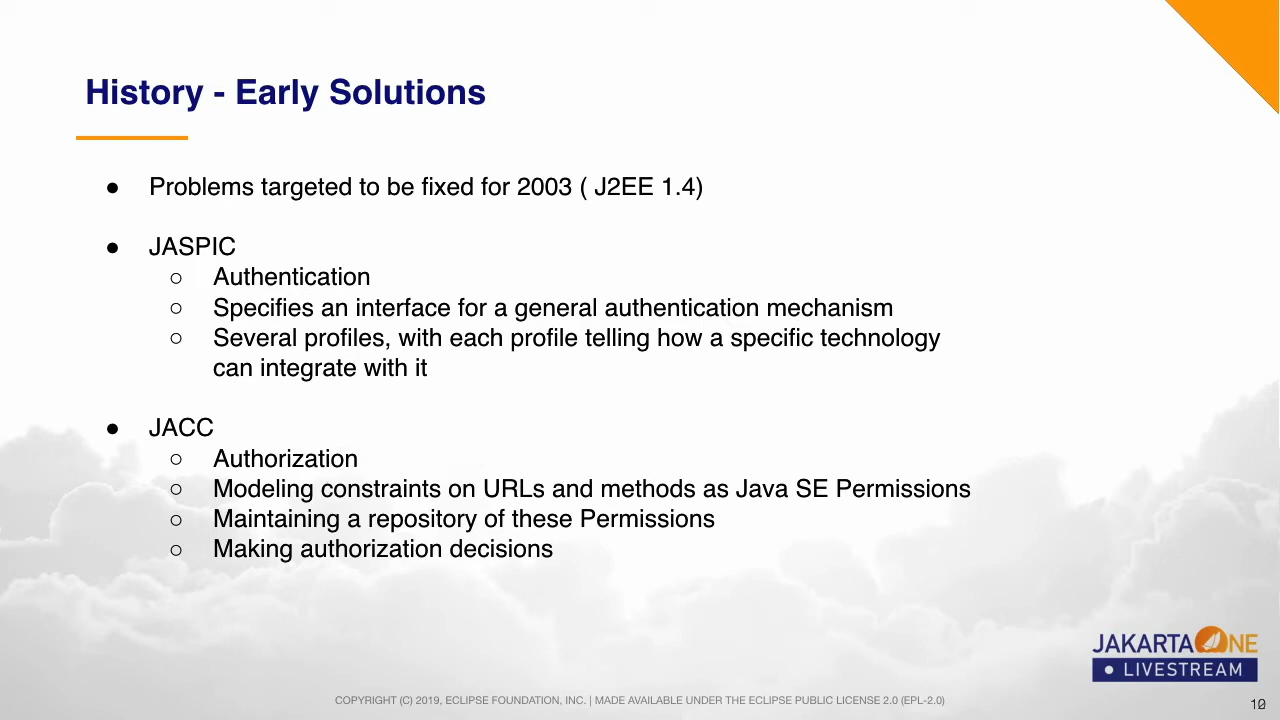 History - Early Solutions
● Problems targeted to be fixed for 2003 ( J2EE 1.4)
● JASPIC
○ Authentication
○ Specifies an interface for a general authentication mechanism
○ Several profiles, with each profile telling how a specific technology
can integrate with it
● JACC
○ Authorization
○ Modeling constraints on URLs and methods as Java SE Permissions
○ Maintaining a repository of these Permissions
○ Making authorization decisions
JAKARTA ONE
● LIVESTREAM
COPYRIGHT (C) 2019, ECLIPSE FOUNDATION, INC. | MADE AVAILABLE UNDER THE ECLIPSE PUBLIC LICENSE 2.0 (EPL-2.0)